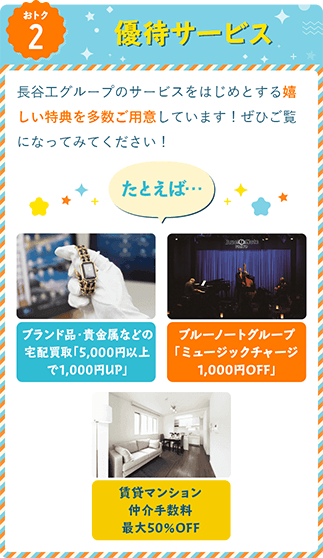 おトク
2
優待サービス
長谷工グループのサービスをはじめとする嬉
しい特典を多数ご用意しています！ぜひご覧
になってみてください！
たとえば…
ブランド品・貴金属などの
宅配買取「5,000円以上
で1,000円UP」
ブルーノートグループ
「ミュージックチャージ
1,000円OFF」
賃貸マンション
仲介手数料
最大50%OFF